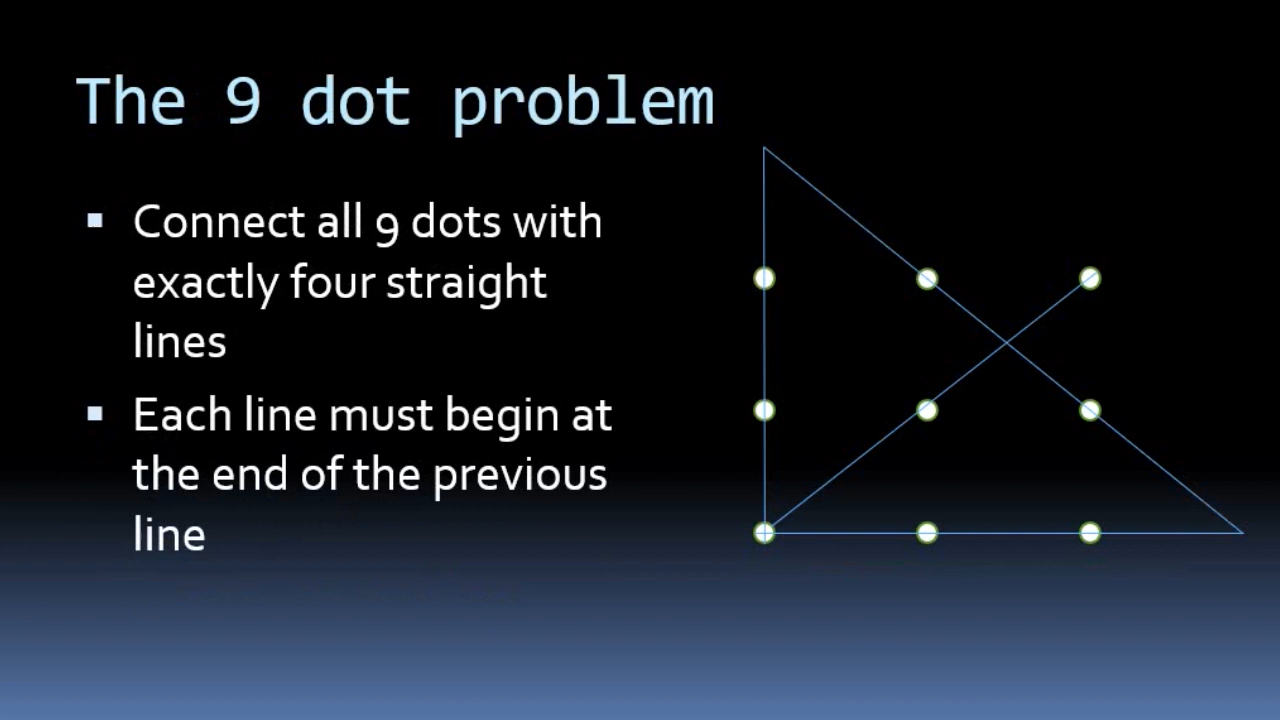 The 9 dot problem
Connect all 9 dots with
exactly four straight
lines
Each line must begin at
the end of the previous
line